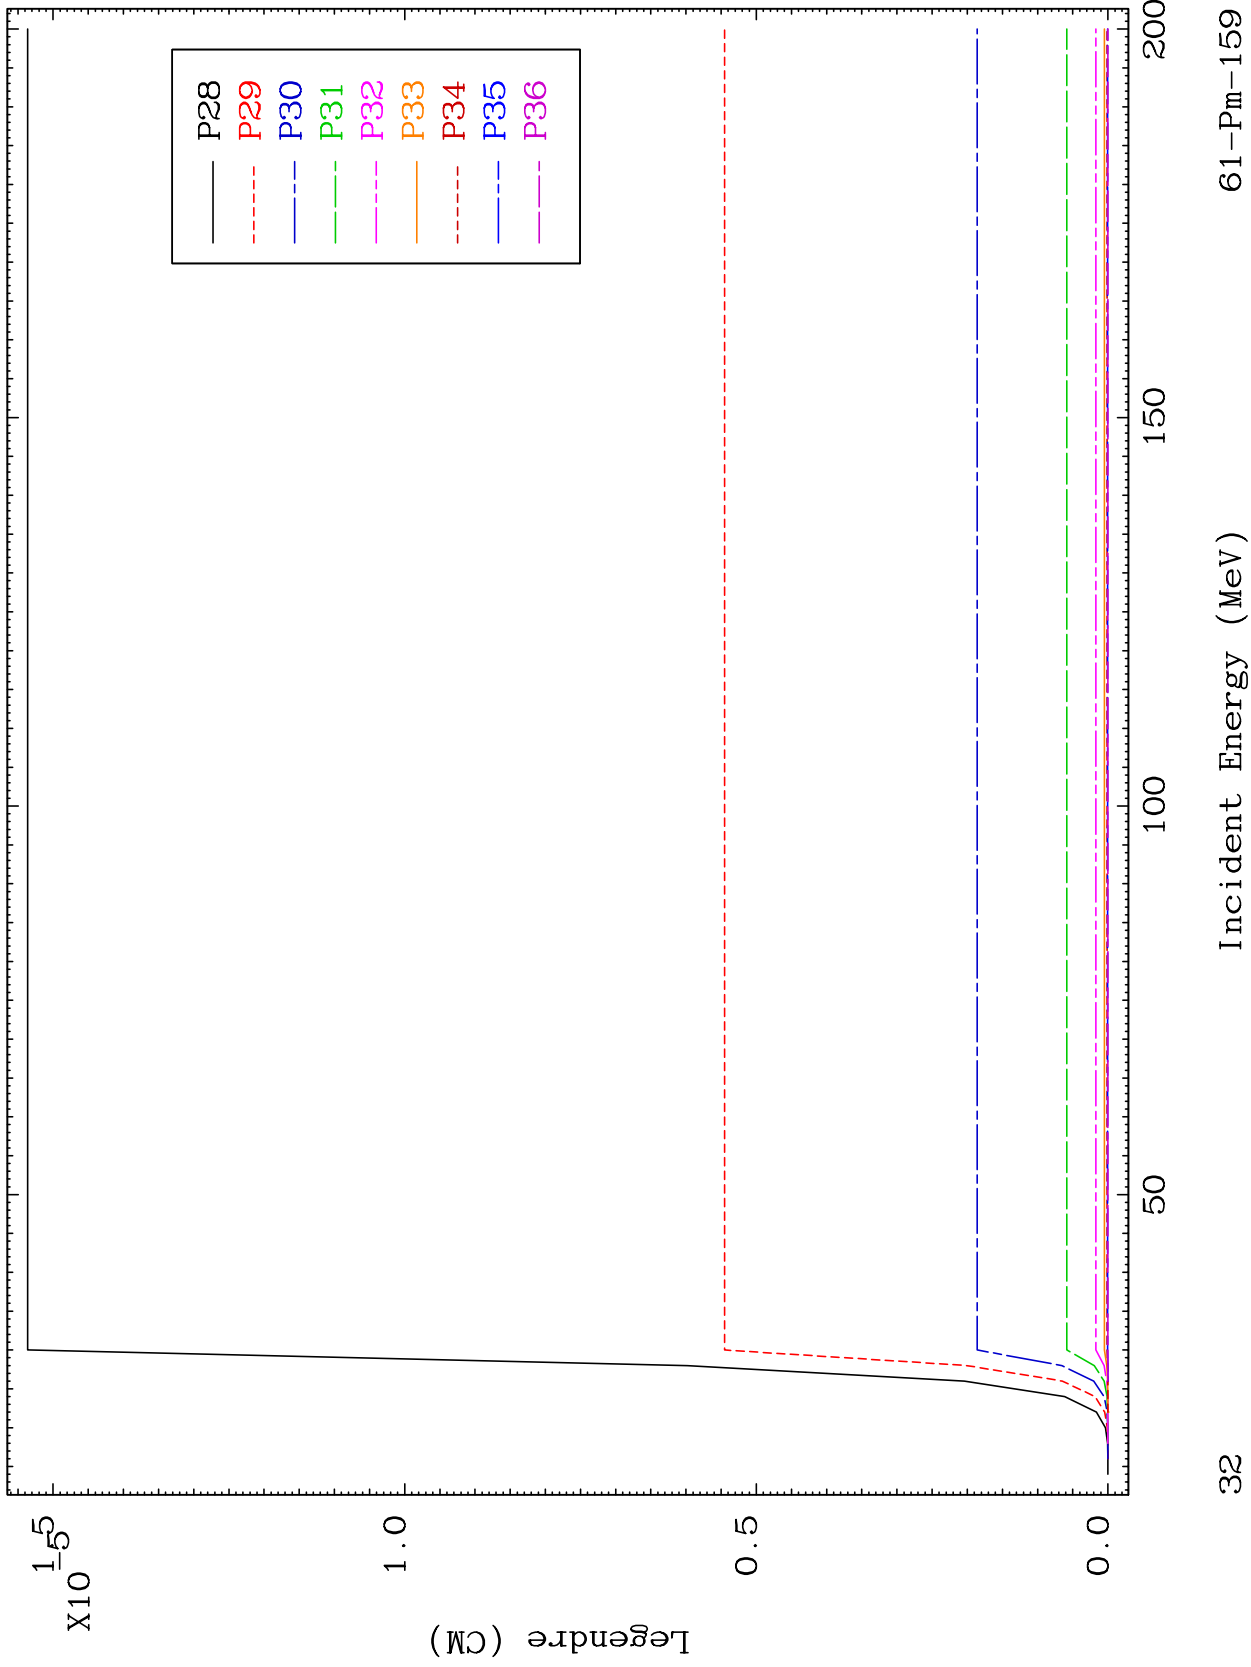 X10
-5
1.5
1.0
0.5
0.0
Legendre (CM)
P28
P29
P30
P31
P32
P33
P34
P35
P36
50
100
150
200
Incident Energy (MeV)
32
61-Pm-159